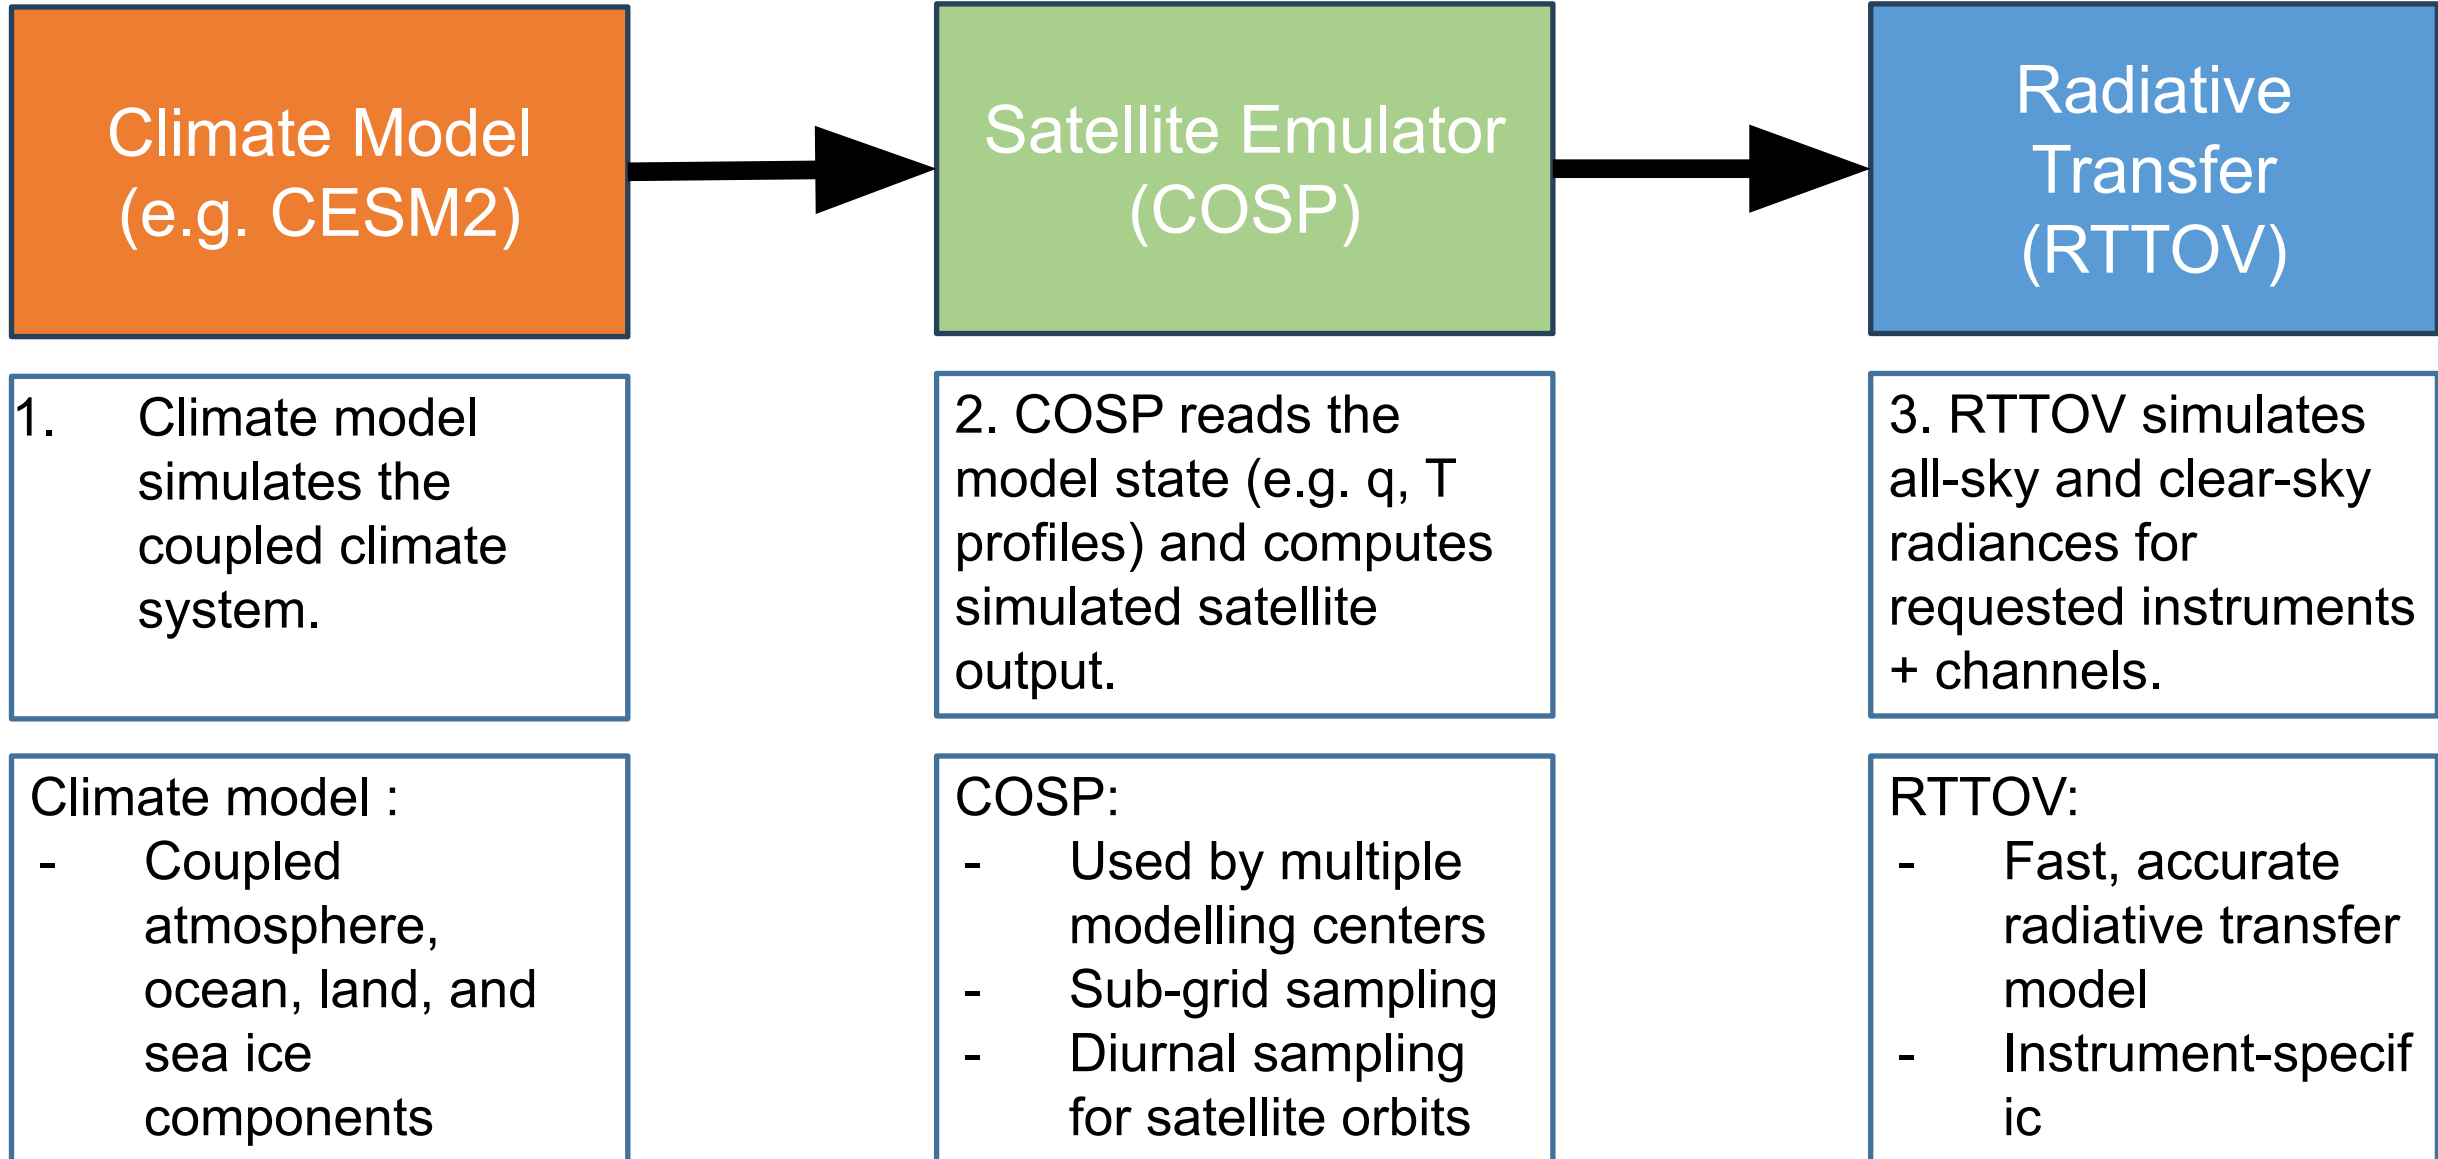 Climate Model
(e.g. CESM2)
Satellite Emulator
(COSP)
Radiative
Transfer
(RTTOV)
1. Climate model
simulates the
coupled climate
system.
2. COSP reads the
model state (e.g. q, T
profiles) and computes
simulated satellite
output.
3. RTTOV simulates
all-sky and clear-sky
radiances for
requested instruments
+ channels.
Climate model :
- Coupled
atmosphere,
ocean, land, and
sea ice
components
COSP:
- Used by multiple
modelling centers
- Sub-grid sampling
- Diurnal sampling
for satellite orbits
RTTOV:
- Fast, accurate
radiative transfer
model
- Instrument-specif
ic